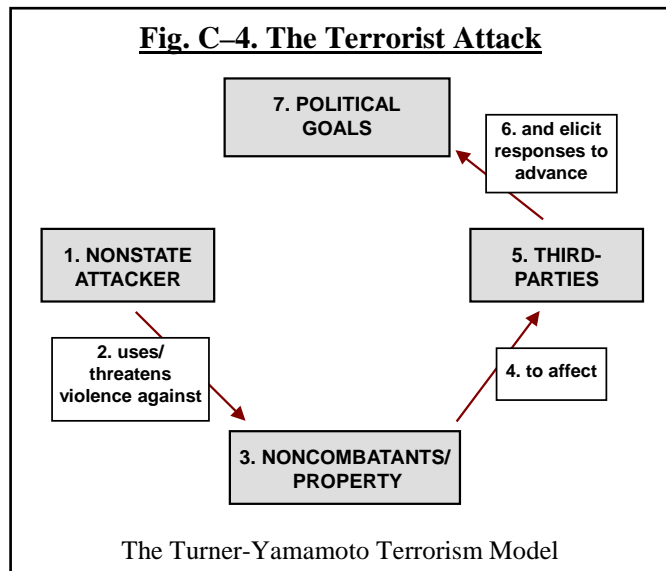 Fig. C–4. The Terrorist Attack
7. POLITICAL
GOALS
6. and elicit
responses to
advance
1. NONSTATE
ATTACKER
5. THIRD-
PARTIES
2. uses/
threatens
violence against
4. to affect
3. NONCOMBATANTS/
PROPERTY
The Turner-Yamamoto Terrorism Model